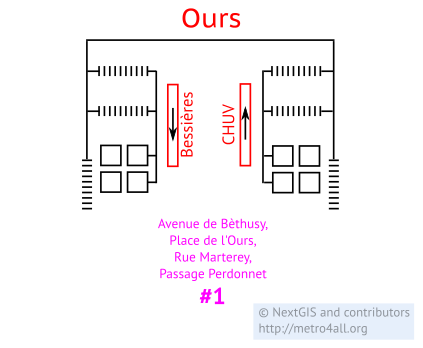 Ours
Bessières
CHUV
Avenue de Bèthusy,
Place de l'Ours,
Rue Marterey,
Passage Perdonnet
#1
© NextGIS and contributors
http://metro4all.org